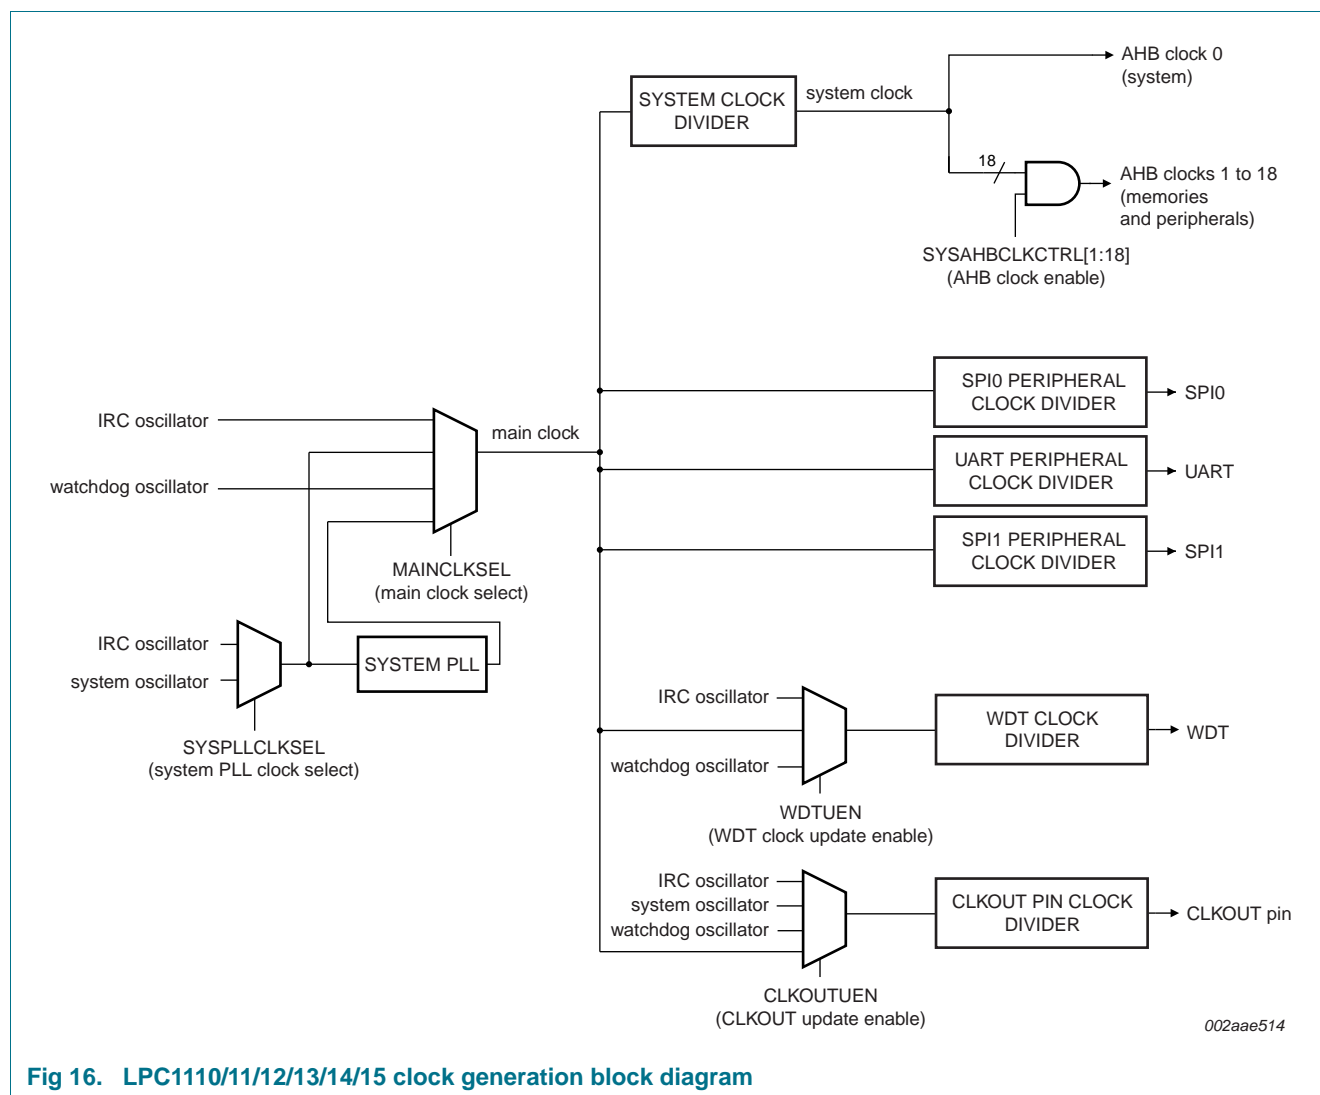 AHB clock 0
(system)
SYSTEM CLOCK
DIVIDER
system clock
18
AHB clocks 1 to 18
(memories
and peripherals)
SYSAHBCLKCTRL[1:18]
(AHB clock enable)
SPI0 PERIPHERAL
CLOCK DIVIDER
SPI0
IRC oscillator
main clock
UART PERIPHERAL
CLOCK DIVIDER
UART
watchdog oscillator
SPI1 PERIPHERAL
CLOCK DIVIDER
SPI1
MAINCLKSEL
(main clock select)
IRC oscillator
system oscillator
SYSTEM PLL
SYSPLLCLKSEL
(system PLL clock select)
IRC oscillator
watchdog oscillator
WDT CLOCK
DIVIDER
WDT
WDTUEN
(WDT clock update enable)
IRC oscillator
system oscillator
watchdog oscillator
CLKOUT PIN CLOCK
DIVIDER
CLKOUT pin
CLKOUTUEN
(CLKOUT update enable)
002aae514
Fig 16. LPC1110/11/12/13/14/15 clock generation block diagram